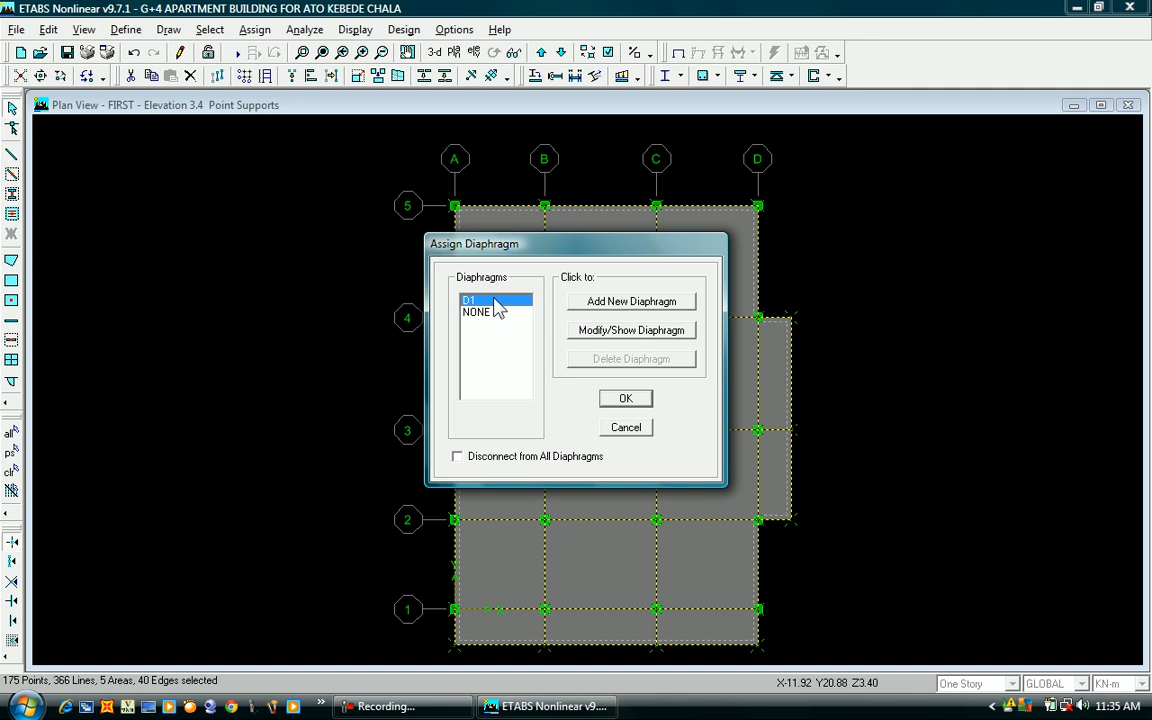 ETABS Nonlinear v9.7.1 - G+4 APARTMENT BUILDING FOR ATO KEBEDE CHALA
File Edit View Define Draw Select Assign Analyze Display Design Options Help
3-d
Plan View - FIRST - Elevation 3.4 Point Supports
A B C D
5
Assign Diaphragm
Diaphragms
Click to:
D1
NONE
Add New Diaphragm
4
Modify/Show Diaphragm
Delete Diaphragm
OK
Cancel
3
all
ps
clr
Disconnect from All Diaphragms
2
1
175 Points, 366 Lines, 5 Areas, 40 Edges selected
X-11.92 Y20.88 Z3.40
One Story
GLOBAL
KN-m
Recording...
ETABS Nonlinear v9....
11:35 AM